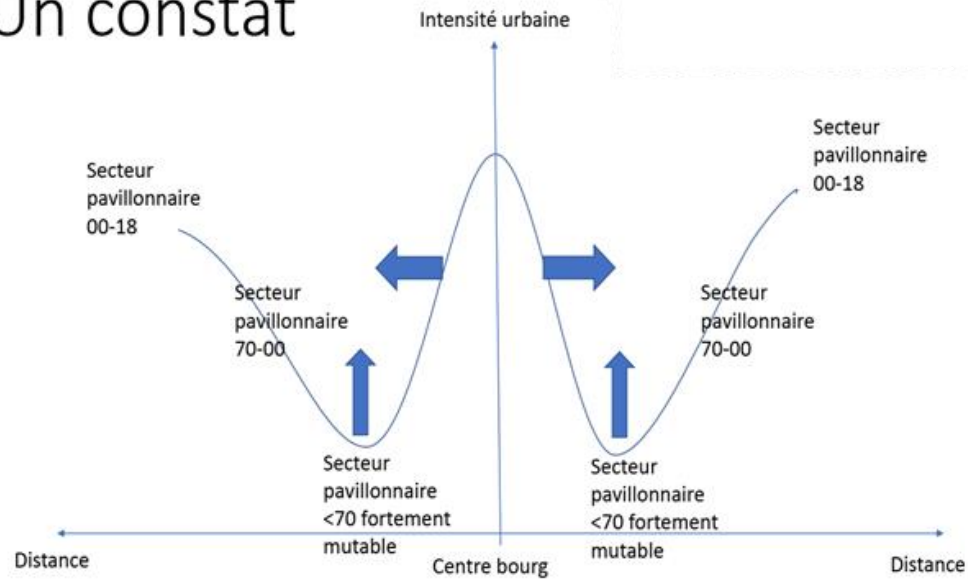 Un constat
Intensité urbaine
Secteur
pavillonnaire
00-18
Secteur
pavillonnaire
00-18
Secteur
pavillonnaire
70-00
Secteur
pavillonnaire
70-00
Secteur
pavillonnaire
<70 fortement
mutable
Secteur
pavillonnaire
<70 fortement
mutable
Distance
Centre bourg
Distance